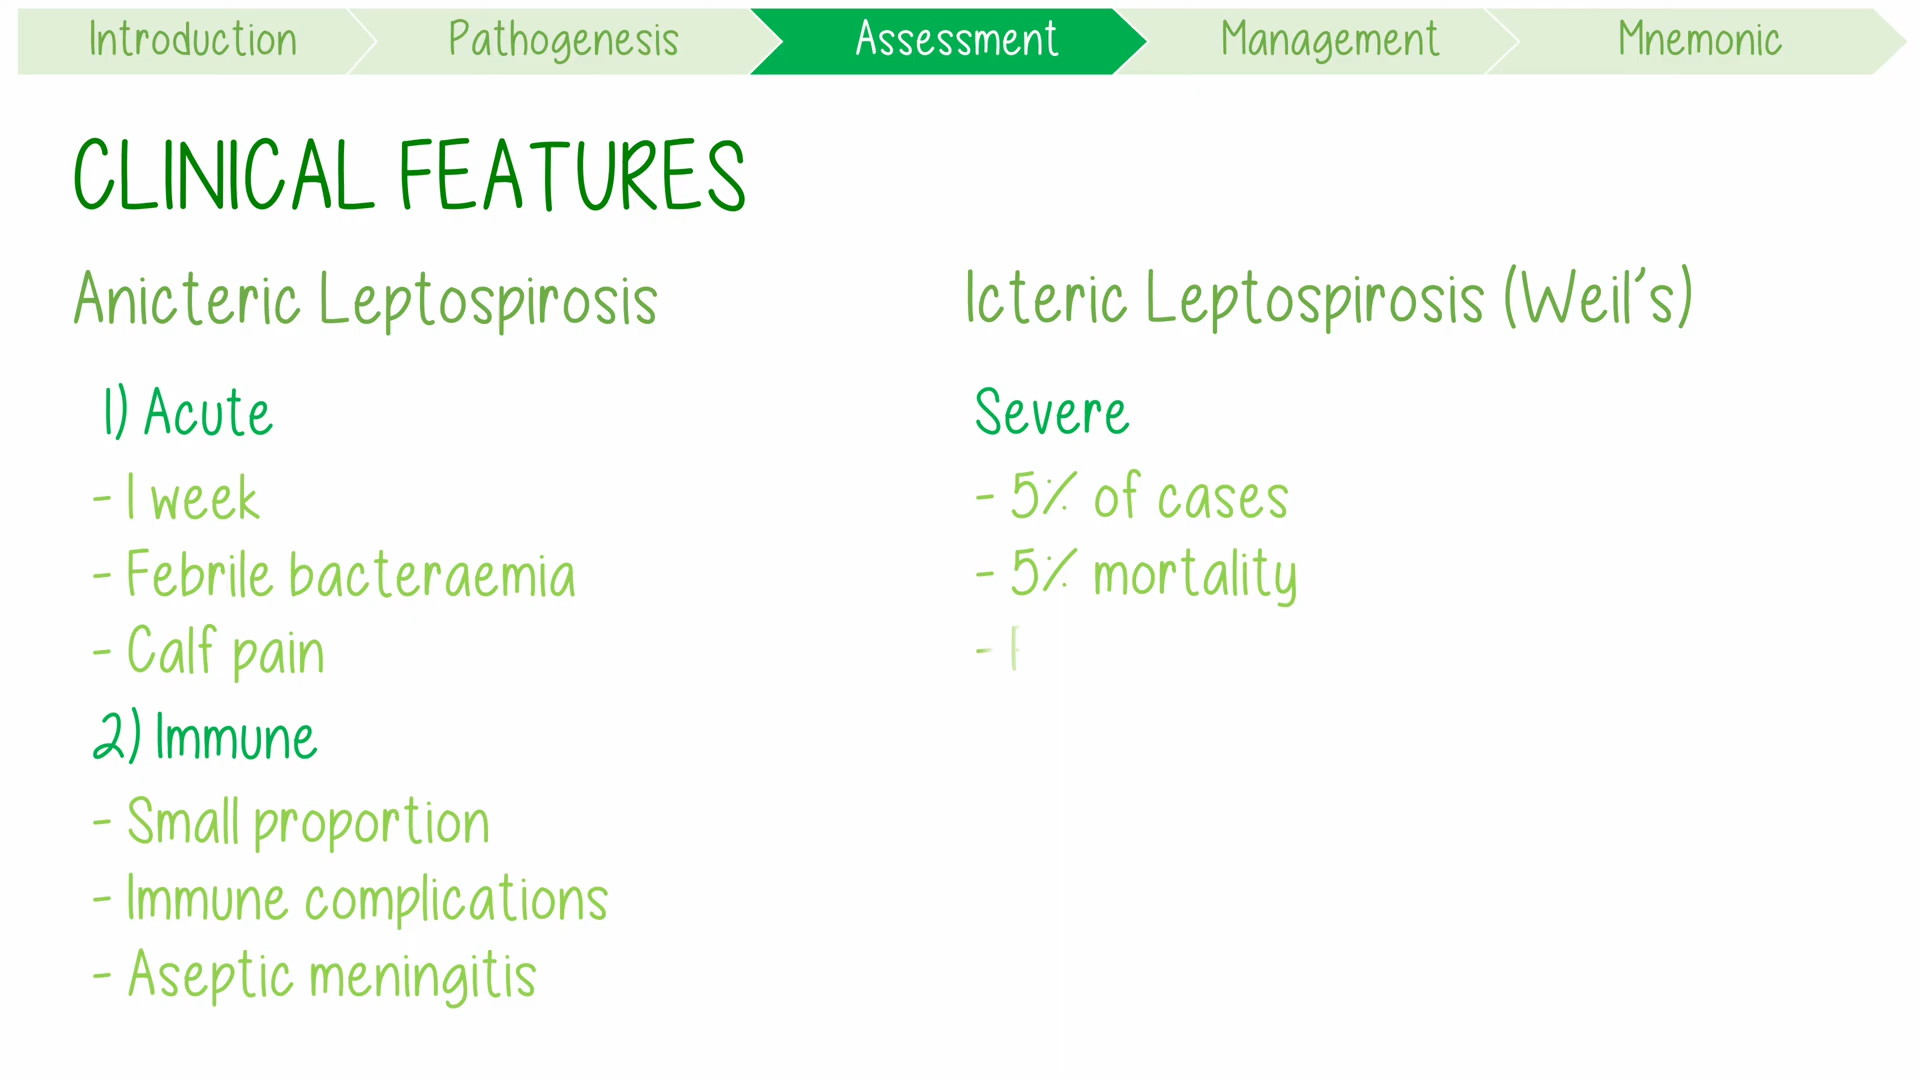 Introduction
Pathogenesis
Assessment
Management
Mnemonic
CLINICAL FEATURES
Anicteric Leptospirosis
1) Acute
- 1 week
- Febrile bacteraemia
- Calf pain
2) Immune
- Small proportion
- Immune complications
- Aseptic meningitis
Icteric Leptospirosis (Weil's)
Severe
- 5% of cases
- 5% mortality
-